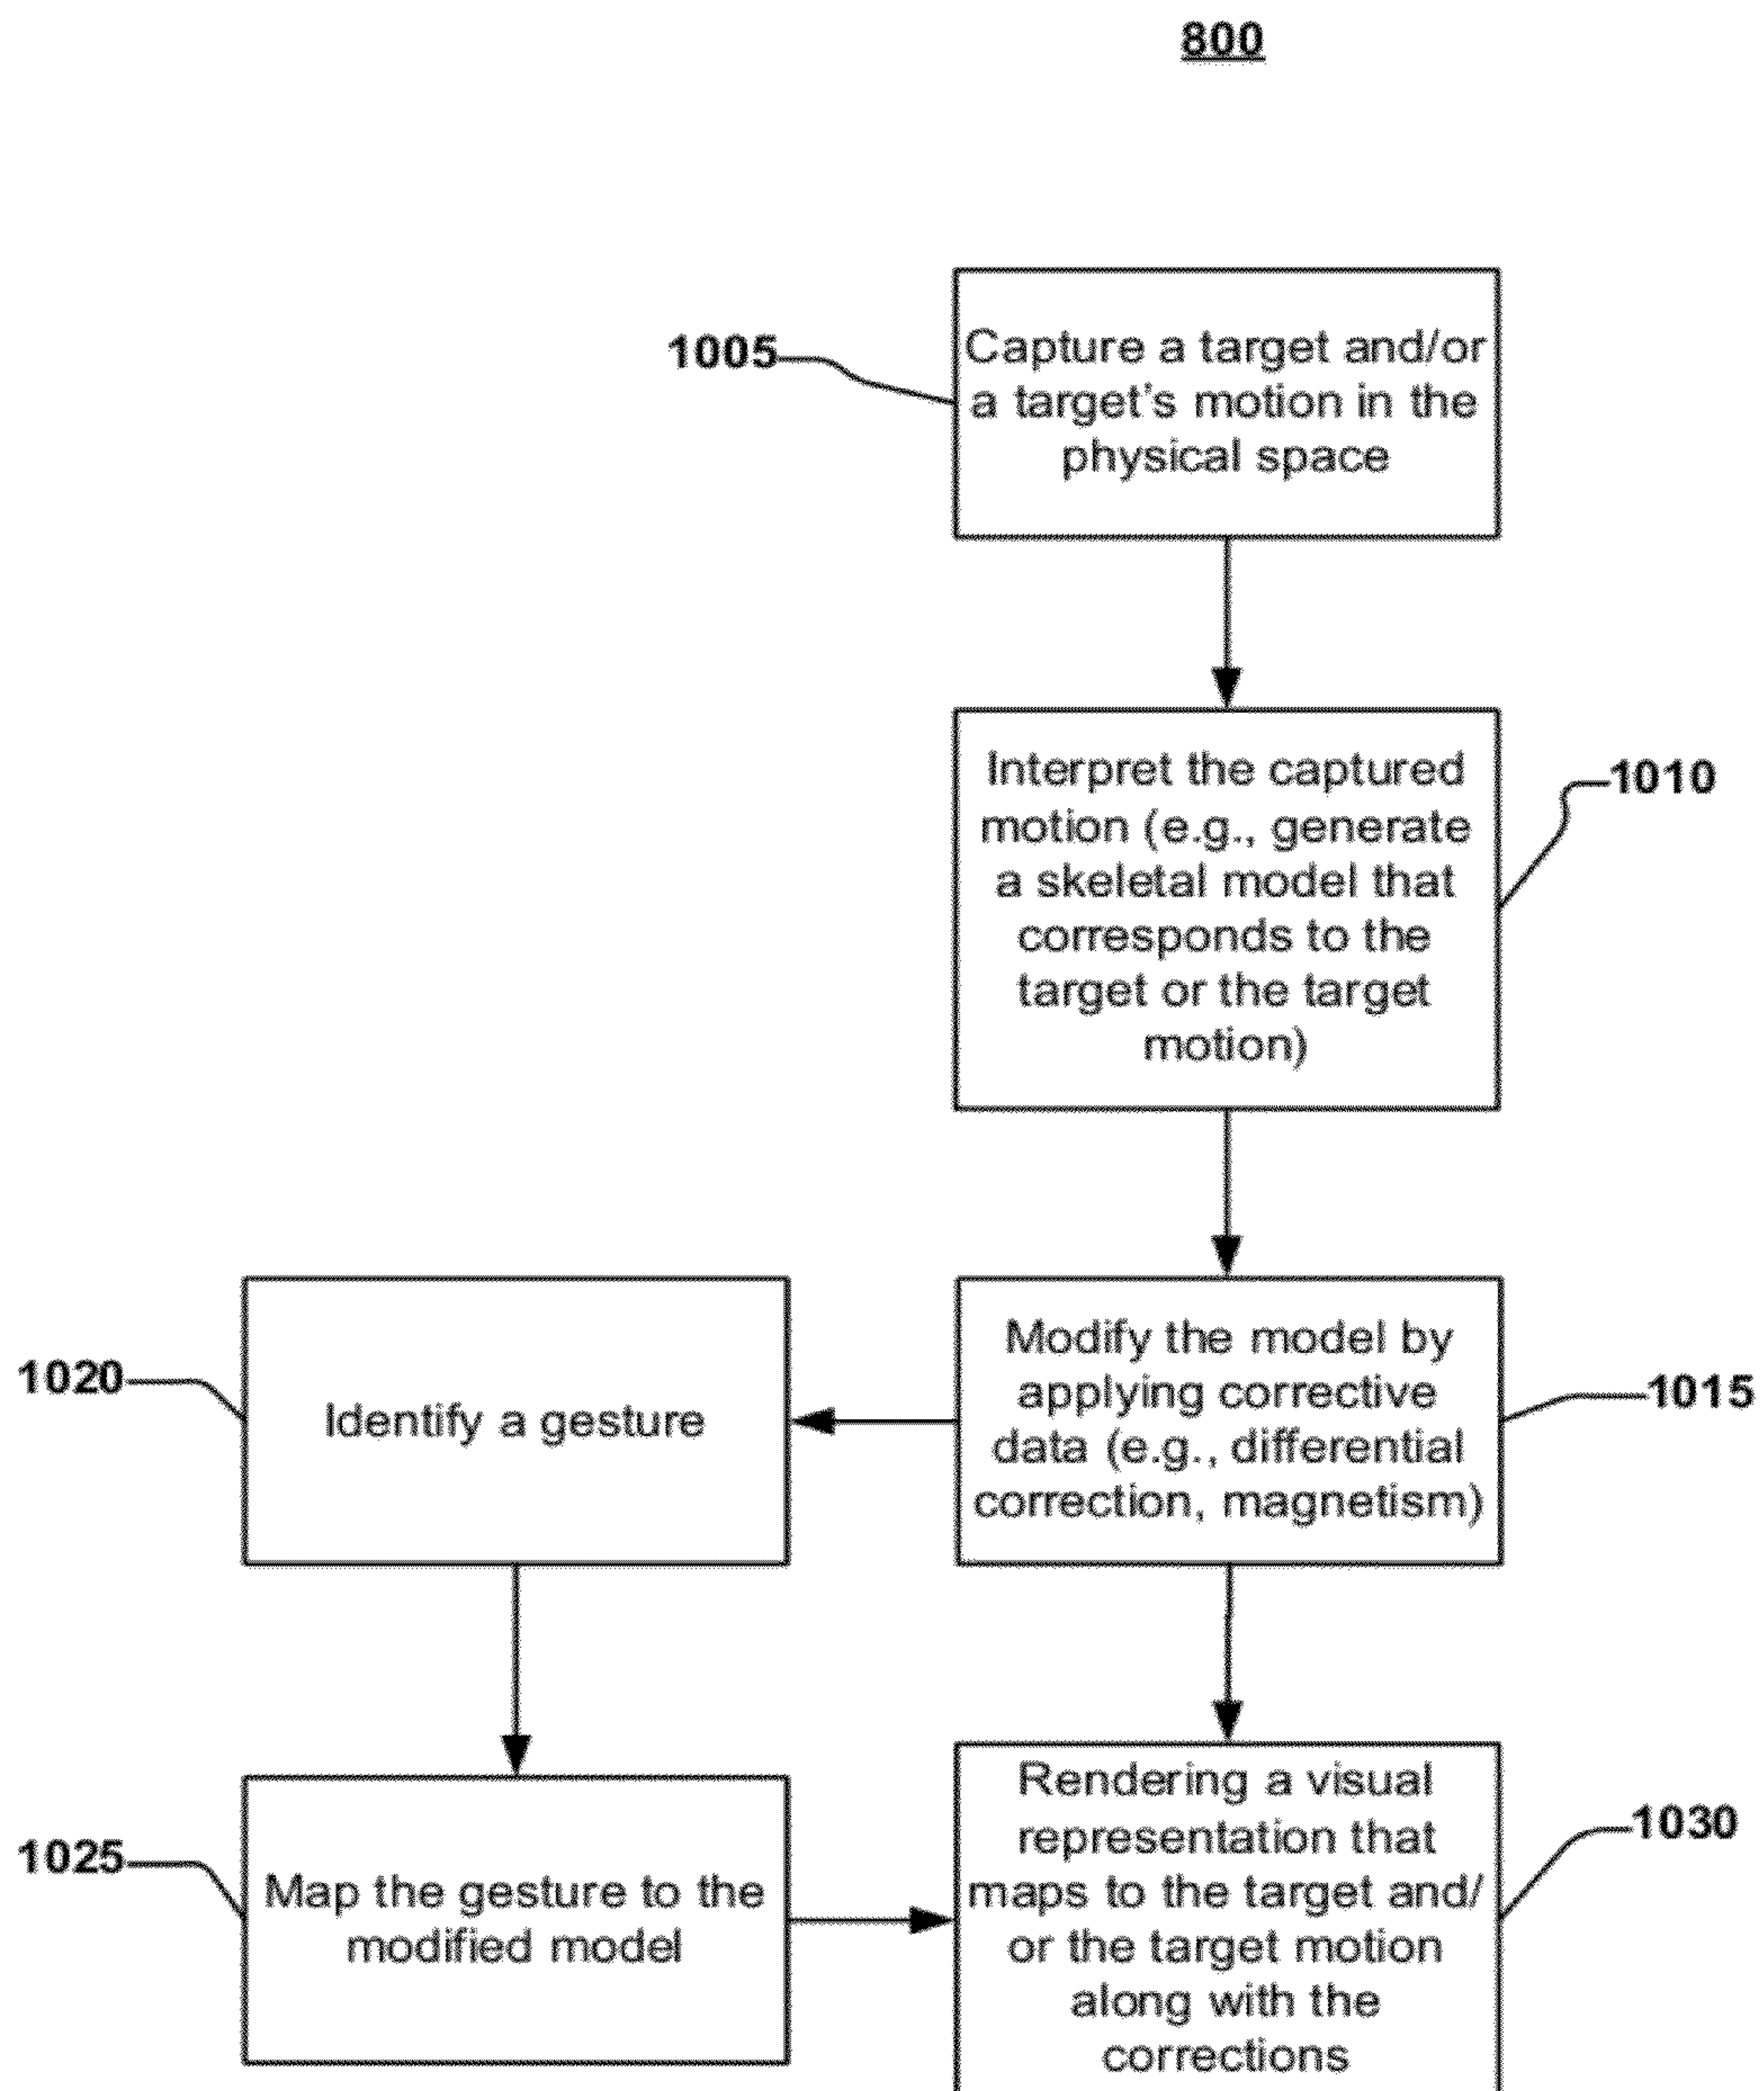 800
1005
Capture a target and/or
a target's motion in the
physical space
Interpret the captured
motion (e.g., generate
a skeletal model that
corresponds to the
target or the target
motion)
1010
1020
Identify a gesture
Modify the model by
applying corrective
data (e.g., differential
correction, magnetism)
1015
1025
Map the gesture to the
modified model
Rendering a visual
representation that
maps to the target and/
or the target motion
along with the
corrections
1030